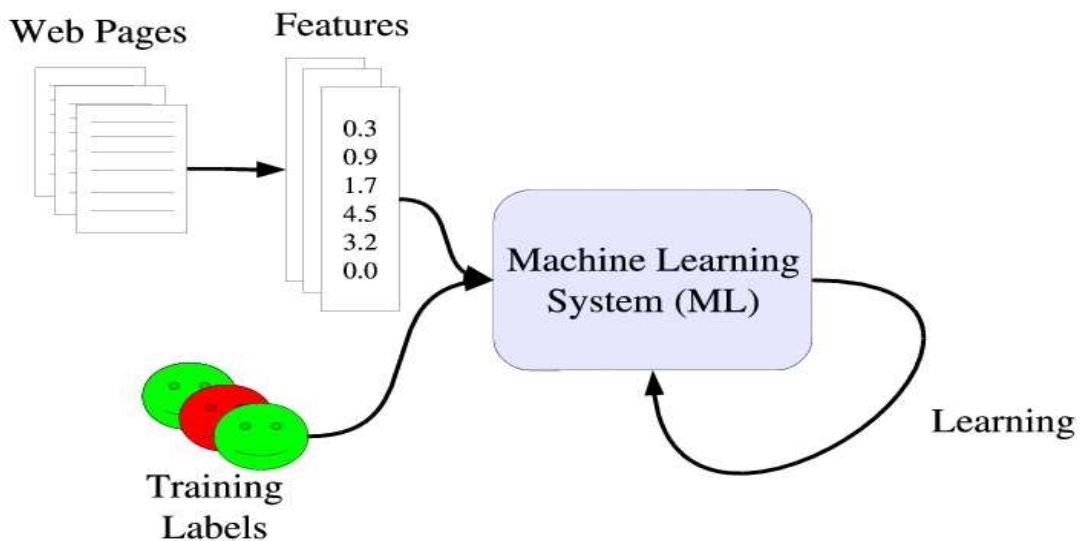 Web Pages
Features
0.3
0.9
1.7
4.5
3.2
0.0
Machine Learning
System (ML)
Learning
Training
Labels